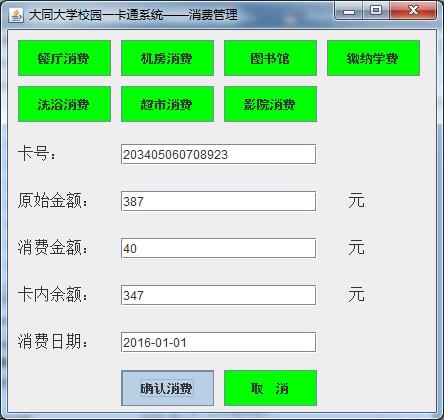 大同大学校园一卡通系统——消费管理
餐厅消费 机房消费 图书馆 缴纳学费
洗浴消费 超市消费 影院消费
卡号： 203405060708923
原始金额： 387 元
消费金额： 40 元
卡内余额： 347 元
消费日期： 2016-01-01
确认消费 取 消